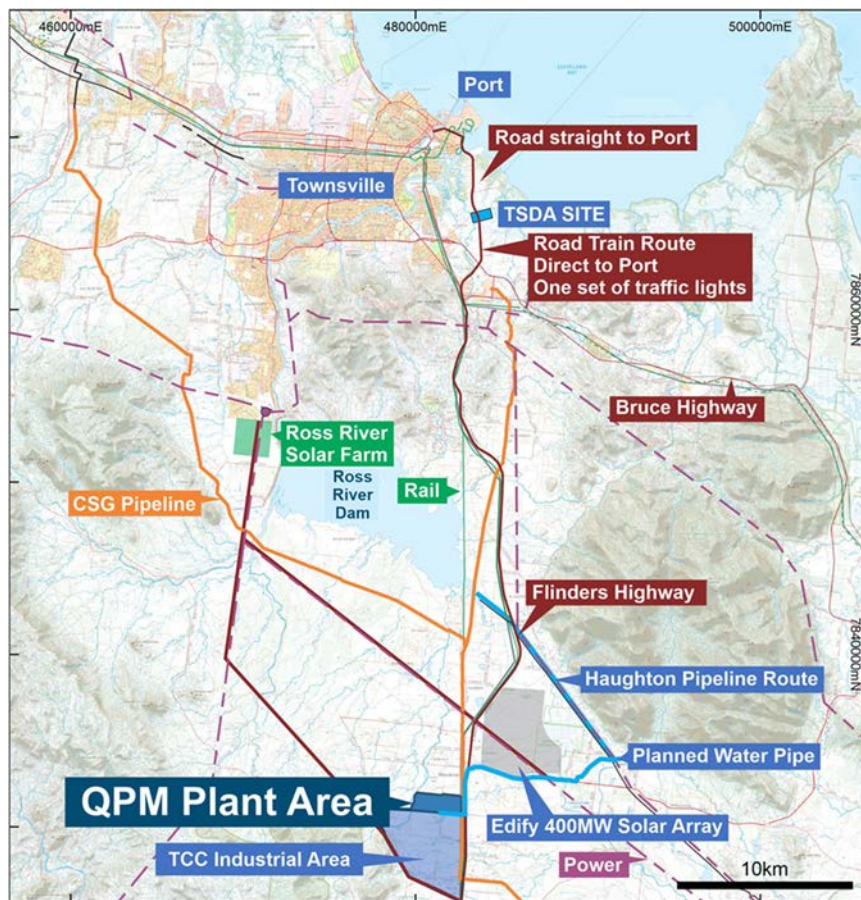 460000mE
480000mE
500000mE
Port
Road straight to Port
Townsville
TSDA SITE
Road Train Route
Direct to Port
One set of traffic lights
7860000mN
Bruce Highway
Ross River
Solar Farm
Ross
River
Dam
CSG Pipeline
Rail
Flinders Highway
7840000mN
Haughton Pipeline Route
Planned Water Pipe
QPM Plant Area
Edify 400MW Solar Array
TCC Industrial Area
Power
10km